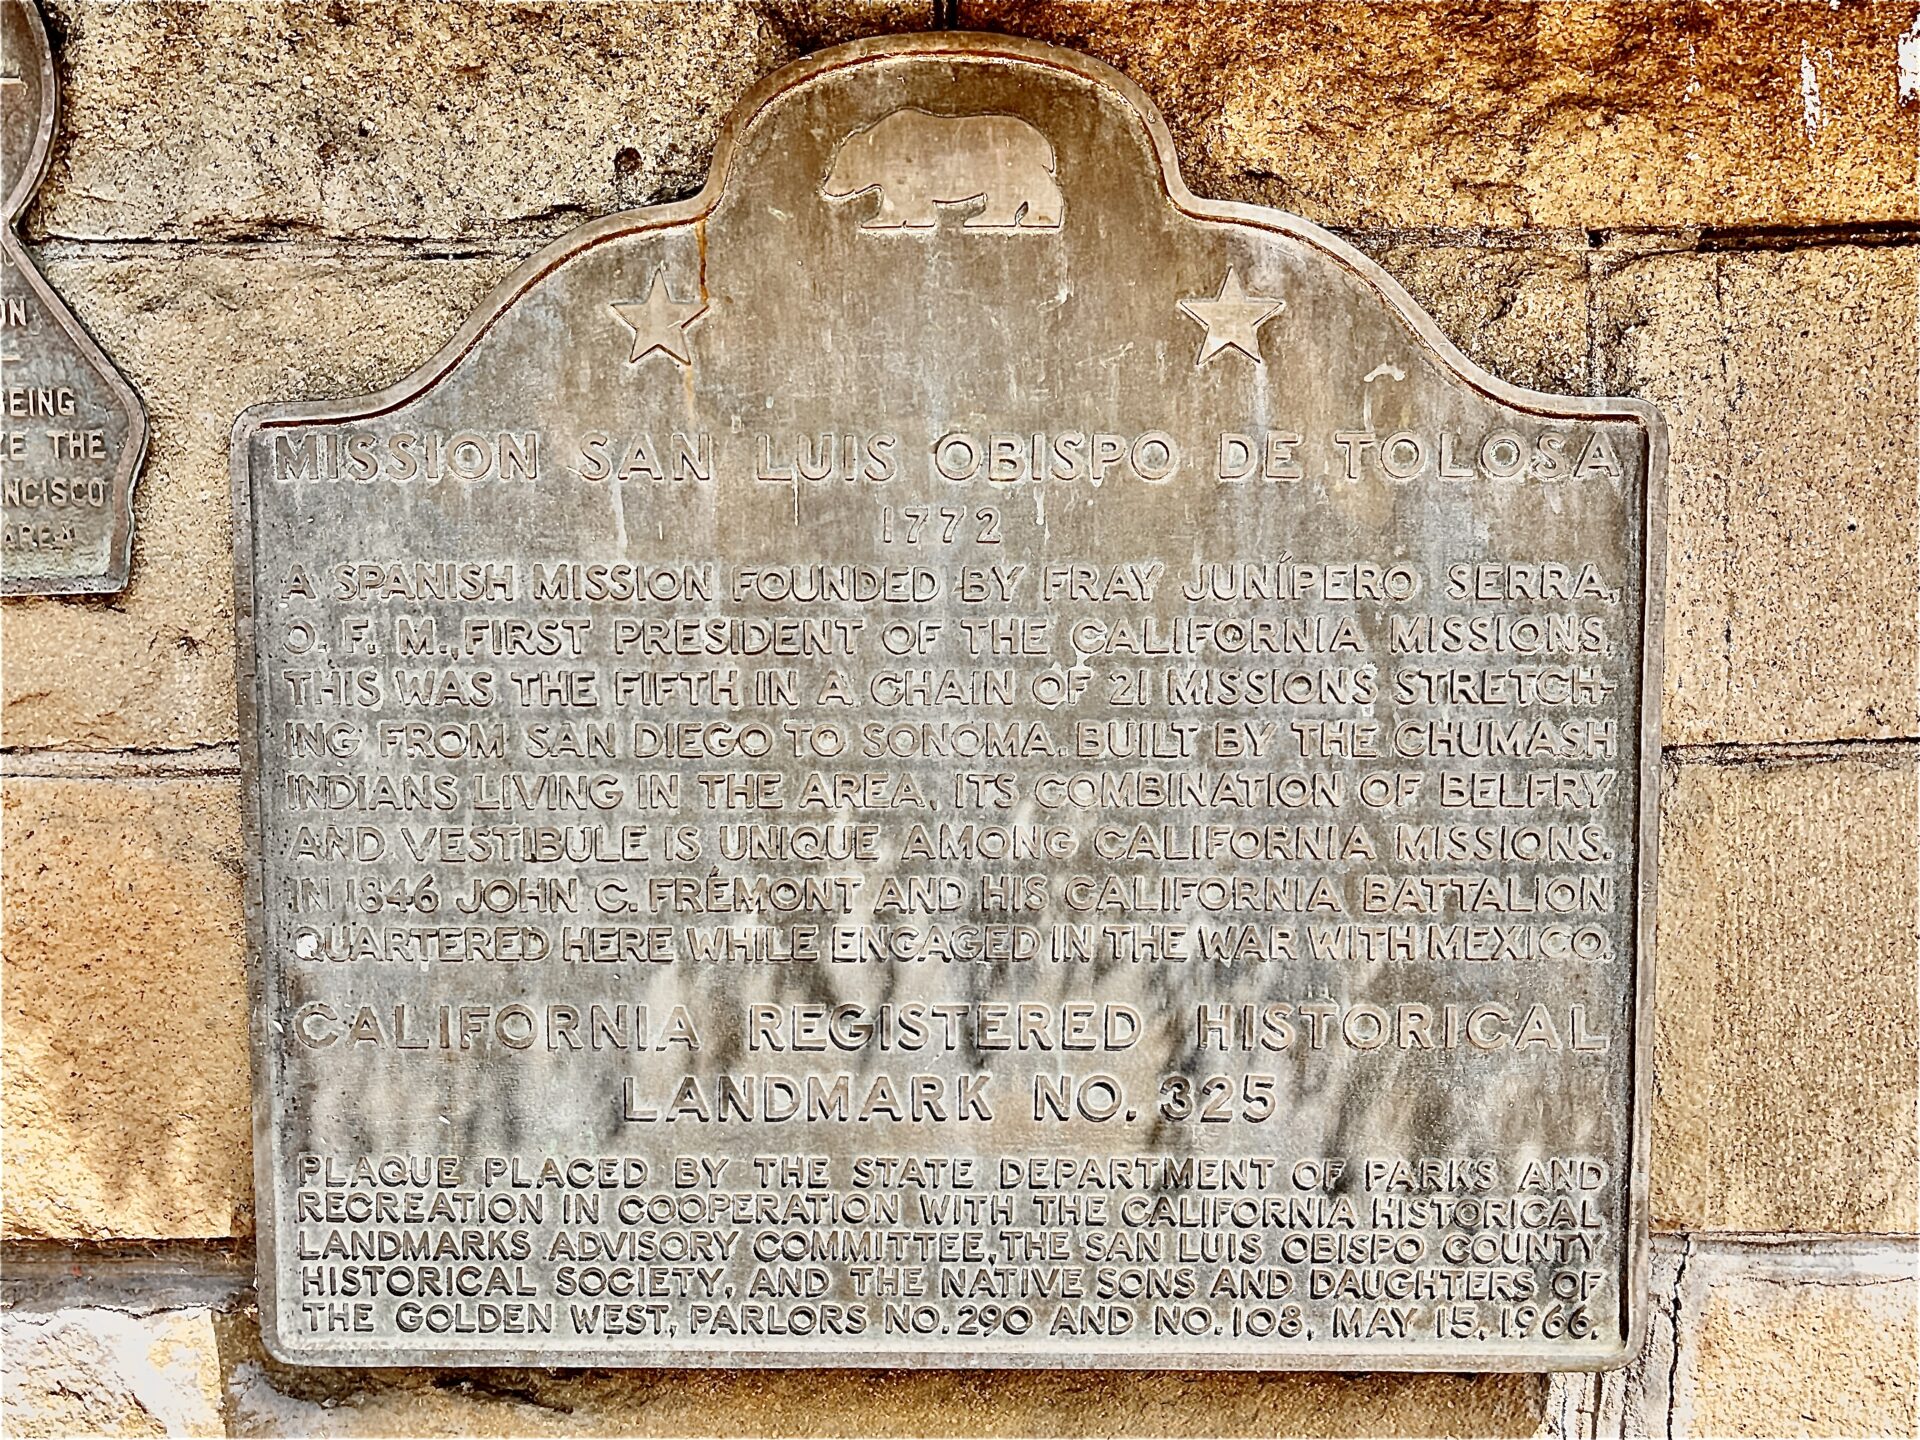 ON
BEING
THE
AREA
MISSION SAN LUIS OBISPO DE TOLOSA
1772
A SPANISH MISSION FOUNDED BY FRAY JUNÍPERO SERRA,
O. F. M., FIRST PRESIDENT OF THE CALIFORNIA MISSIONS,
THIS WAS THE FIFTH IN A CHAIN OF 21 MISSIONS STRETCH-
ING FROM SAN DIEGO TO SONOMA. BUILT BY THE CHUMASH
INDIANS LIVING IN THE AREA, ITS COMBINATION OF BELFRY
AND VESTIBULE IS UNIQUE AMONG CALIFORNIA MISSIONS.
IN 1846 JOHN C. FRÉMONT AND HIS CALIFORNIA BATTALION
QUARTERED HERE WHILE ENGAGED IN THE WAR WITH MEXICO.
CALIFORNIA REGISTERED HISTORICAL
LANDMARK NO. 325
PLAQUE PLACED BY THE STATE DEPARTMENT OF PARKS AND
RECREATION IN COOPERATION WITH THE CALIFORNIA HISTORICAL
LANDMARKS ADVISORY COMMITTEE, THE SAN LUIS OBISPO COUNTY
HISTORICAL SOCIETY, AND THE NATIVE SONS AND DAUGHTERS OF
THE GOLDEN WEST, PARLORS NO. 290 AND NO. 108, MAY 15, 1966.